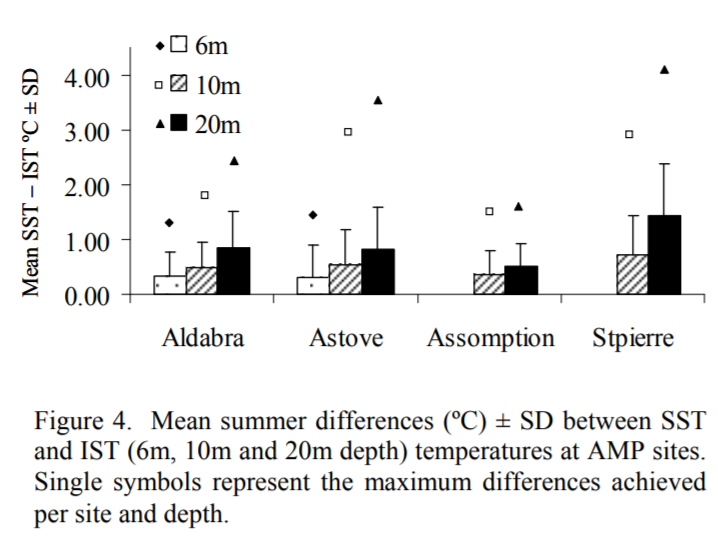 6m
10m
20m
Mean SST – IST ºC ± SD
4.00
3.00
2.00
1.00
0.00
Aldabra Astove Assomption Stpierre
Figure 4. Mean summer differences (ºC) ± SD between SST
and IST (6m, 10m and 20m depth) temperatures at AMP sites.
Single symbols represent the maximum differences achieved
per site and depth.